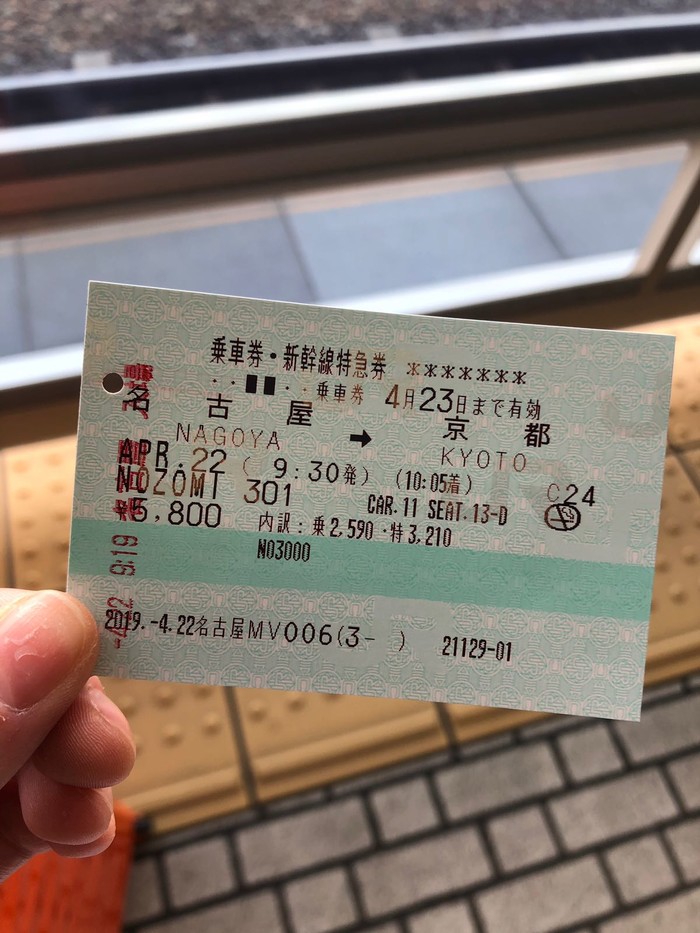 乗車券・新幹線特急券 *******
乗車券 4月23日まで有効
名古屋 → 京都
NAGOYA KYOTO
APR.22 ( 9:30発) (10:05着) C24
NOZOMI 301 CAR.11 SEAT.13-D
¥5,800 内訳:乗2,590・特3,210
N03000
2019.-4.22名古屋MV006(3- ) 21129-01
9:19